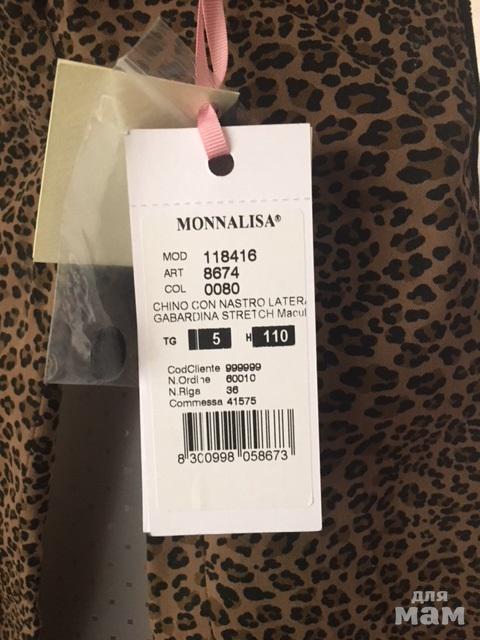 MONNALISA®
MOD 118416
ART 8674
COL 0080
CHINO CON NASTRO LATERA
GABARDINA STRETCH Macul
TG 5 H 110
CodCliente 999999
N.Ordine 60010
N.Riga 36
Commessa 41575
8 300998 058673
для
мам